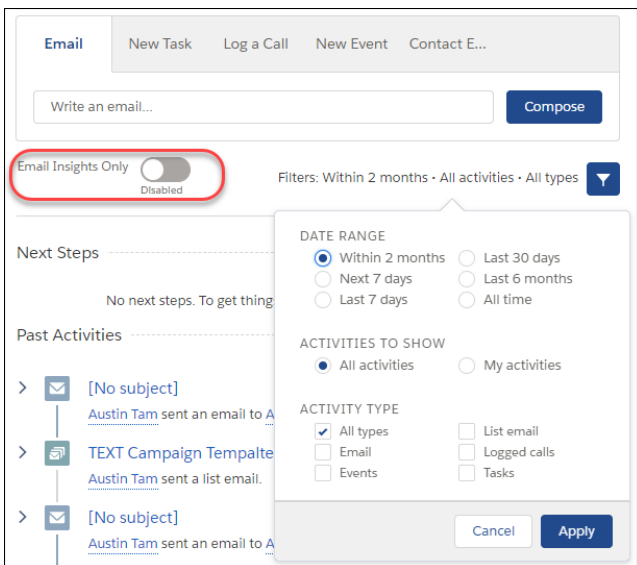 Email New Task Log a Call New Event Contact E...
Write an email... Compose
Email Insights Only
Disabled
Filters: Within 2 months • All activities • All types
DATE RANGE
Within 2 months Last 30 days
Next 7 days Last 6 months
Last 7 days All time
ACTIVITIES TO SHOW
All activities My activities
ACTIVITY TYPE
All types List email
Email Logged calls
Events Tasks
Cancel Apply
Next Steps
No next steps. To get thing
Past Activities
[No subject]
Austin Tam sent an email to A
TEXT Campaign Tempalte
Austin Tam sent a list email.
[No subject]
Austin Tam sent an email to A